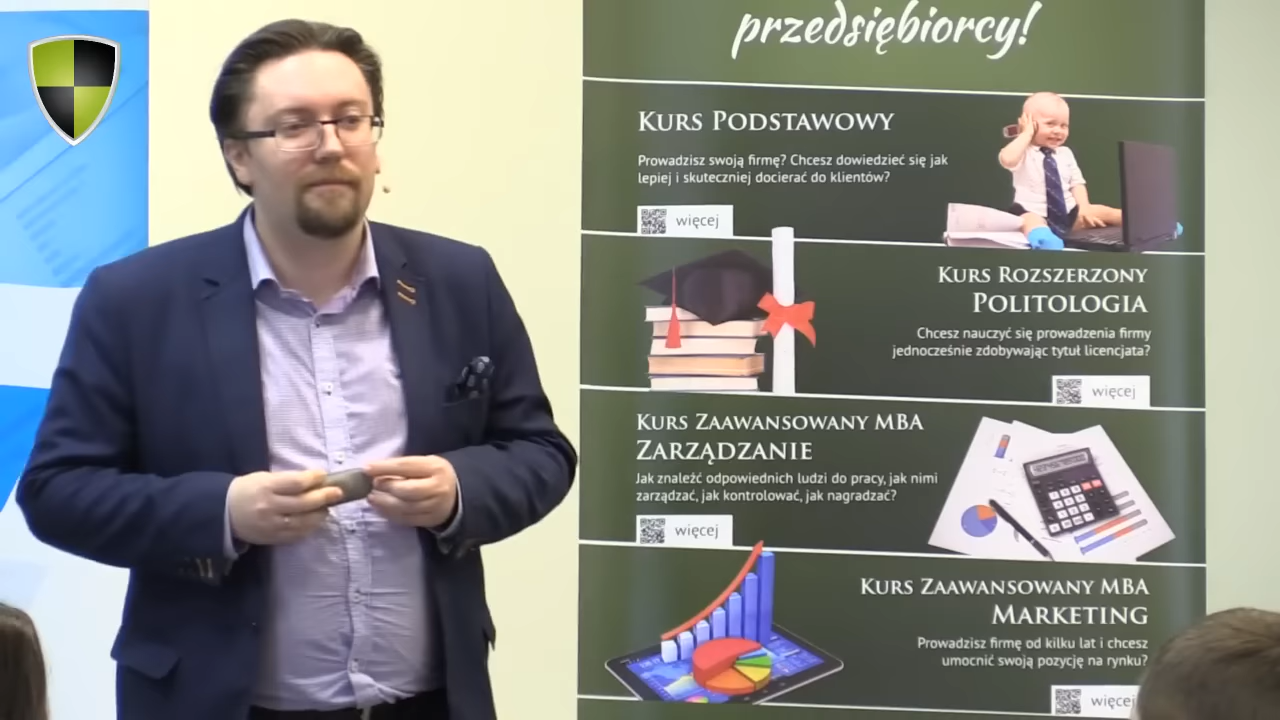 przedsiębiorcy!
Kurs Podstawowy
Prowadzisz swoją firmę? Chcesz dowiedzieć się jak
lepiej i skuteczniej docierać do klientów?
więcej
Kurs Rozszerzony
Politologia
Chcesz nauczyć się prowadzenia firmy
jednocześnie zdobywając tytuł licencjata?
więcej
Kurs Zaawansowany MBA
Zarządzanie
Jak znaleźć odpowiednich ludzi do pracy, jak nimi
zarządzać, jak kontrolować, jak nagradzać?
więcej
Kurs Zaawansowany MBA
Marketing
Prowadzisz firmę od kilku lat i chcesz
umocnić swoją pozycję na rynku?
więcej